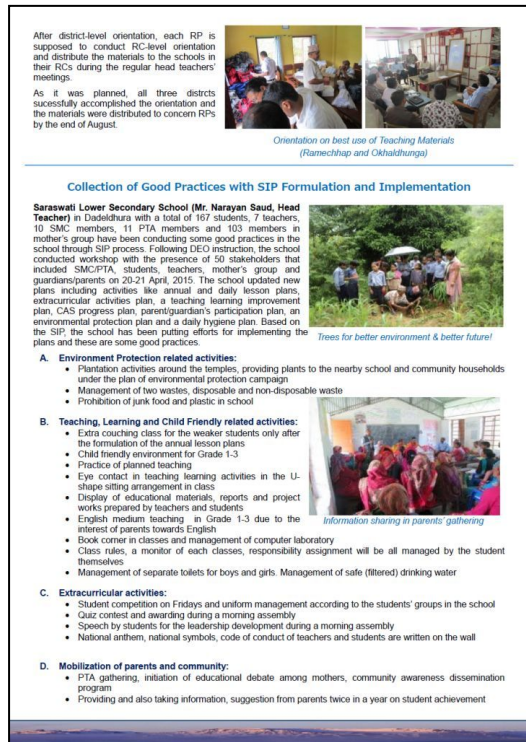 After district-level orientation, each RP is
supposed to conduct RC-level orientation
and distribute the materials to the schools in
their RCs during the regular head teachers'
meetings.
As it was planned, all three distrcts
sucessfully accomplished the orientation and
the materials were distributed to concern RPs
by the end of August.
Orientation on best use of Teaching Materials
(Ramechhap and Okhaldhunga)
Collection of Good Practices with SIP Formulation and Implementation
Saraswati Lower Secondary School (Mr. Narayan Saud, Head
Teacher) in Dadeldhura with a total of 167 students, 7 teachers,
10 SMC members, 11 PTA members and 103 members in
mother's group have been conducting some good practices in the
school through SIP process. Following DEO instruction, the school
conducted workshop with the presence of 50 stakeholders that
included SMC/PTA, students, teachers, mother's group and
guardians/parents on 20-21 April, 2015. The school updated new
plans including activities like annual and daily lesson plans,
extracurricular activities plan, a teaching learning improvement
plan, CAS progress plan, parent/guardian's participation plan, an
environmental protection plan and a daily hygiene plan. Based on
the SIP, the school has been putting efforts for implementing the
plans and these are some good practices.
Trees for better environment & better future!
A. Environment Protection related activities:
• Plantation activities around the temples, providing plants to the nearby school and community households
under the plan of environmental protection campaign
• Management of two wastes, disposable and non-disposable waste
• Prohibition of junk food and plastic in school
B. Teaching, Learning and Child Friendly related activities:
• Extra couching class for the weaker students only after
the formulation of the annual lesson plans
• Child friendly environment for Grade 1-3
• Practice of planned teaching
• Eye contact in teaching learning activities in the U-
shape sitting arrangement in class
• Display of educational materials, reports and project
works prepared by teachers and students
• English medium teaching in Grade 1-3 due to the
interest of parents towards English
Information sharing in parents' gathering
• Book corner in classes and management of computer laboratory
• Class rules, a monitor of each classes, responsibility assignment will be all managed by the student
themselves
• Management of separate toilets for boys and girls. Management of safe (filtered) drinking water
C. Extracurricular activities:
• Student competition on Fridays and uniform management according to the students' groups in the school
• Quiz contest and awarding during a morning assembly
• Speech by students for the leadership development during a morning assembly
• National anthem, national symbols, code of conduct of teachers and students are written on the wall
D. Mobilization of parents and community:
• PTA gathering, initiation of educational debate among mothers, community awareness dissemination
program
• Providing and also taking information, suggestion from parents twice in a year on student achievement